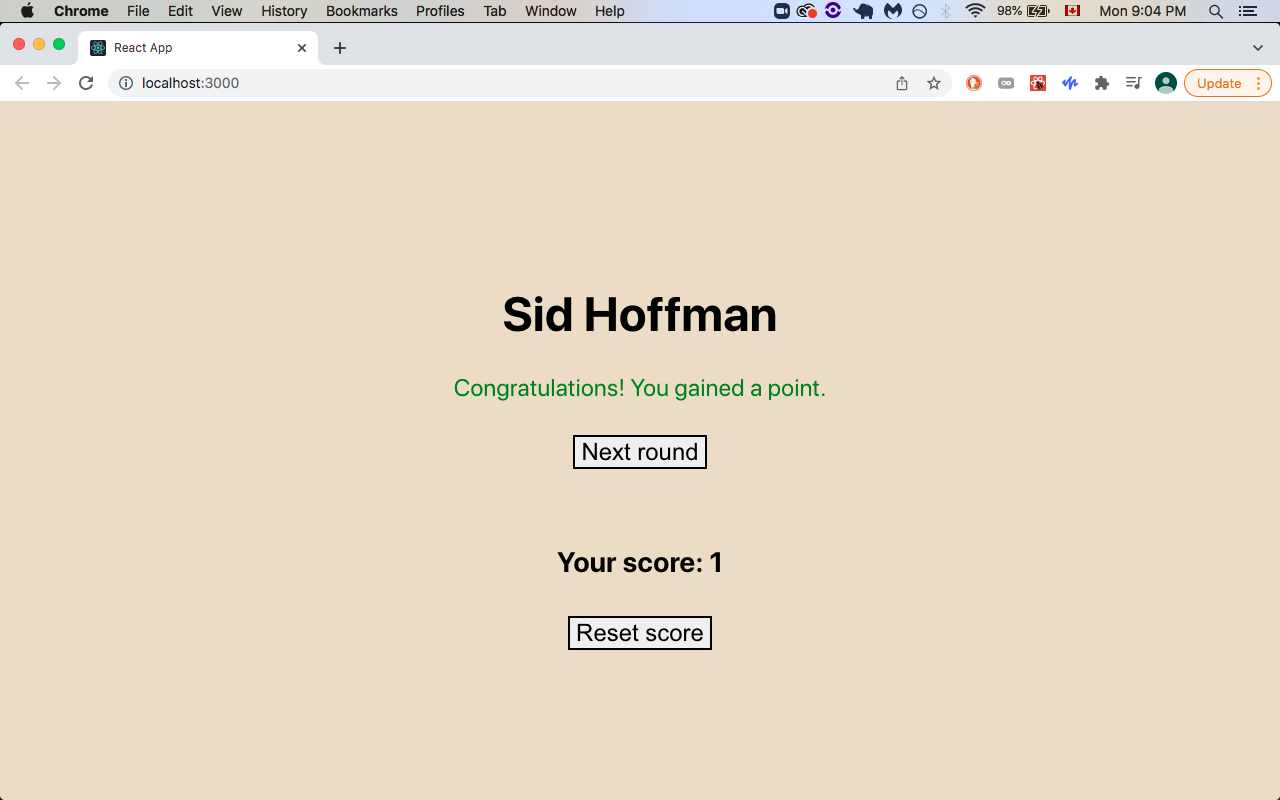 Chrome File Edit View History Bookmarks Profiles Tab Window Help 98% Mon 9:04 PM
React App
localhost:3000 Update
Sid Hoffman
Congratulations! You gained a point.
Next round
Your score: 1
Reset score